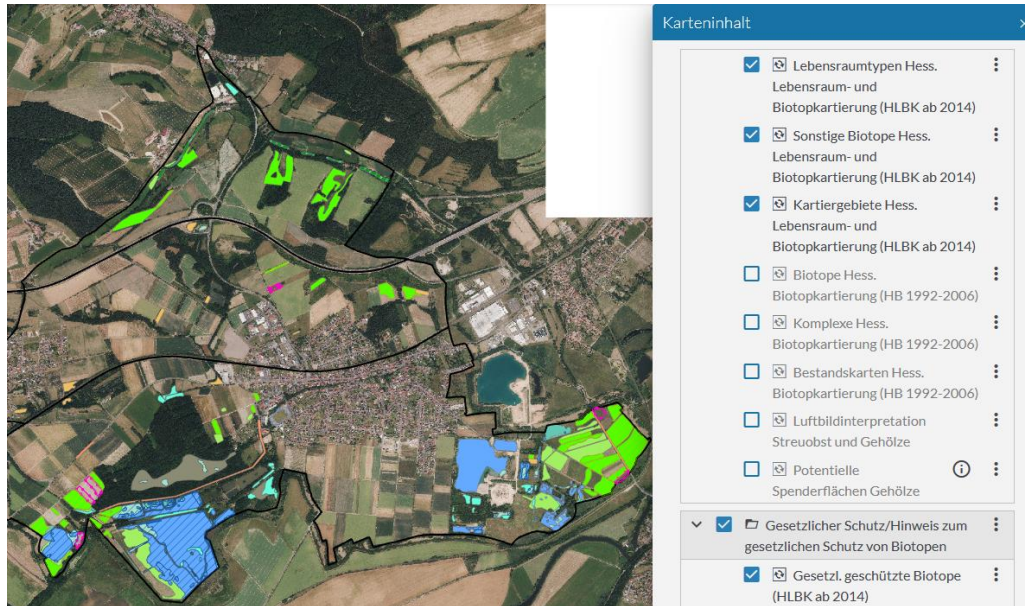 Karteninhalt
Lebensraumtypen Hess.
Lebensraum- und
Biotopkartierung (HLBK ab 2014)
Sonstige Biotope Hess.
Lebensraum- und
Biotopkartierung (HLBK ab 2014)
Kartiergebiete Hess.
Lebensraum- und
Biotopkartierung (HLBK ab 2014)
Biotope Hess.
Biotopkartierung (HB 1992-2006)
Komplexe Hess.
Biotopkartierung (HB 1992-2006)
Bestandskarten Hess.
Biotopkartierung (HB 1992-2006)
Luftbildinterpretation
Streuobst und Gehölze
Potentielle
Spenderflächen Gehölze
Gesetzlicher Schutz/Hinweis zum
gesetzlichen Schutz von Biotopen
Gesetzl. geschützte Biotope
(HLBK ab 2014)